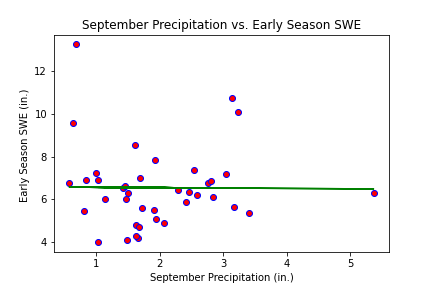 September Precipitation vs. Early Season SWE
Early Season SWE (in.)
12
10
8
6
4
1 2 3 4 5
September Precipitation (in.)